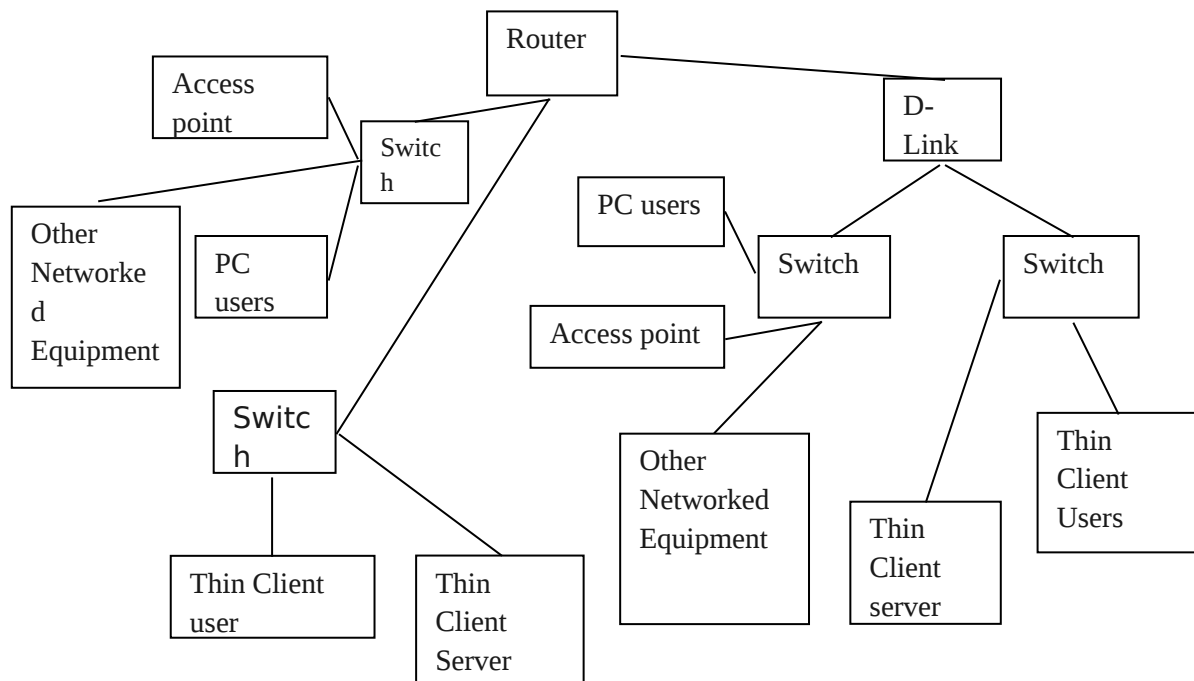 Router
Access
point
D-
Link
Switc
h
PC users
Other
Networke
d
Equipment
PC
users
Switch
Switch
Access point
Switc
h
Other
Networked
Equipment
Thin
Client
Users
Thin
Client
server
Thin Client
user
Thin
Client
Server